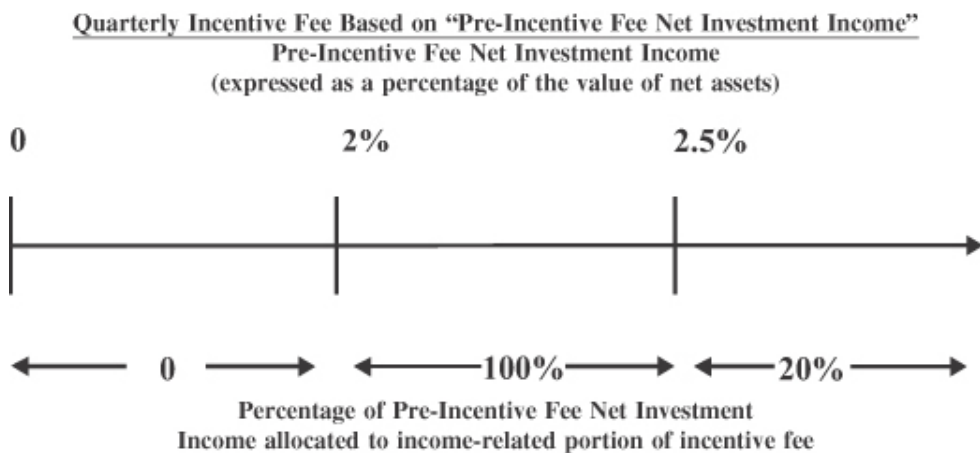 Quarterly Incentive Fee Based on “Pre-Incentive Fee Net Investment Income”
Pre-Incentive Fee Net Investment Income
(expressed as a percentage of the value of net assets)
0 2% 2.5%
0 100% 20%
Percentage of Pre-Incentive Fee Net Investment
Income allocated to income-related portion of incentive fee